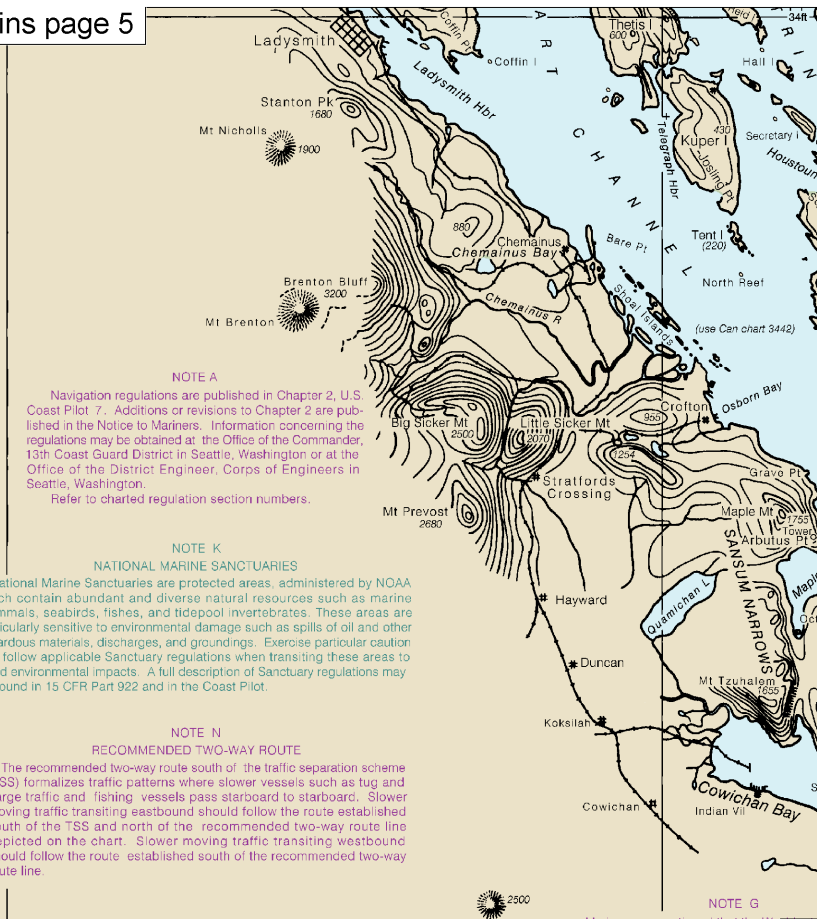 ins page 5
Ladysmith
Coffin Pt
Coffin I
Thetis I
600
34ft
Hall I
Ladysmith Hbr
ART
CHANNEL
Telegraph Hbr
Kuper I
430
Josling Pt
Secretary I
Houstoun
Stanton Pk
1680
Mt Nicholls
1900
880
Chemainus
Chemainus Bay
Bare Pt
Tent I
(220)
North Reef
Brenton Bluff
3200
Mt Brenton
Chemainus R
Shoal Islands
(use Can chart 3442)
NOTE A
Navigation regulations are published in Chapter 2, U.S.
Coast Pilot 7. Additions or revisions to Chapter 2 are pub-
lished in the Notice to Mariners. Information concerning the
regulations may be obtained at the Office of the Commander,
13th Coast Guard District in Seattle, Washington or at the
Office of the District Engineer, Corps of Engineers in
Seattle, Washington.
Refer to charted regulation section numbers.
Big Sicker Mt
2500
Little Sicker Mt
2070
955
Crofton
Osborn Bay
1254
Stratfords
Crossing
Grave Pt
Mt Prevost
2680
Maple Mt
1755
Tower
Arbutus Pt
SANSUM NARROWS
Maple
NOTE K
NATIONAL MARINE SANCTUARIES
ational Marine Sanctuaries are protected areas, administered by NOAA
ch contain abundant and diverse natural resources such as marine
mmals, seabirds, fishes, and tidepool invertebrates. These areas are
icularly sensitive to environmental damage such as spills of oil and other
ardous materials, discharges, and groundings. Exercise particular caution
follow applicable Sanctuary regulations when transiting these areas to
d environmental impacts. A full description of Sanctuary regulations may
ound in 15 CFR Part 922 and in the Coast Pilot.
Hayward
Quamichan L
Oct
Duncan
Mt Tzuhalem
1655
Koksilah
NOTE N
RECOMMENDED TWO-WAY ROUTE
The recommended two-way route south of the traffic separation scheme
SS) formalizes traffic patterns where slower vessels such as tug and
arge traffic and fishing vessels pass starboard to starboard. Slower
oving traffic transiting eastbound should follow the route established
outh of the TSS and north of the recommended two-way route line
epicted on the chart. Slower moving traffic transiting westbound
ould follow the route established south of the recommended two-way
ute line.
Cowichan
Cowichan Bay
Indian Vil
2500
NOTE G